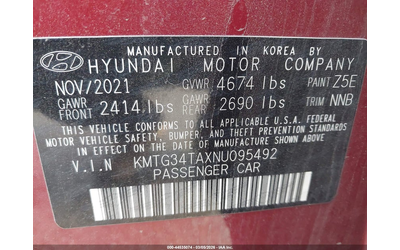 MANUFACTURED IN KOREA BY
HYUNDAI MOTOR COMPANY
NOV/2021 GVWR 4674 lbs PAINT Z5E
GAWR FRONT 2414 lbs GAWR REAR 2690 lbs TRIM NNB
THIS VEHICLE CONFORMS TO ALL APPLICABLE U.S.A. FEDERAL
MOTOR VEHICLE SAFETY, BUMPER, AND THEFT PREVENTION
STANDARDS IN EFFECT ON THE DATE OF MANUFACTURE SHOWN ABOVE.
V.I.N KMTG34TAXNU095492
PASSENGER CAR